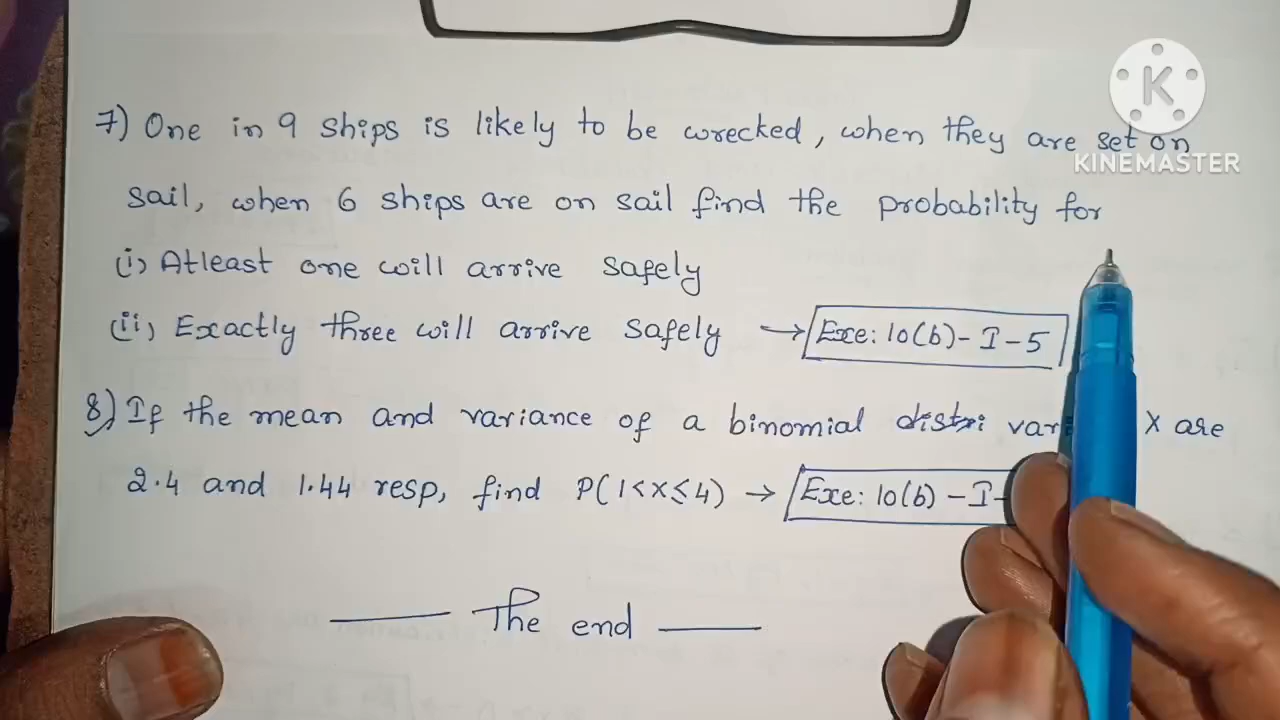 7) One in 9 ships is likely to be wrecked, when they are set on
sail, when 6 ships are on sail find the probability for
(i) Atleast one will arrive safely
(ii) Exactly three will arrive safely → Exe: 10(b) - I - 5
8) If the mean and variance of a binomial distri X are
2.4 and 1.44 resp, find P(1<X≤4) → Exe: 10(b) - I -
The end
K
KINEMASTER